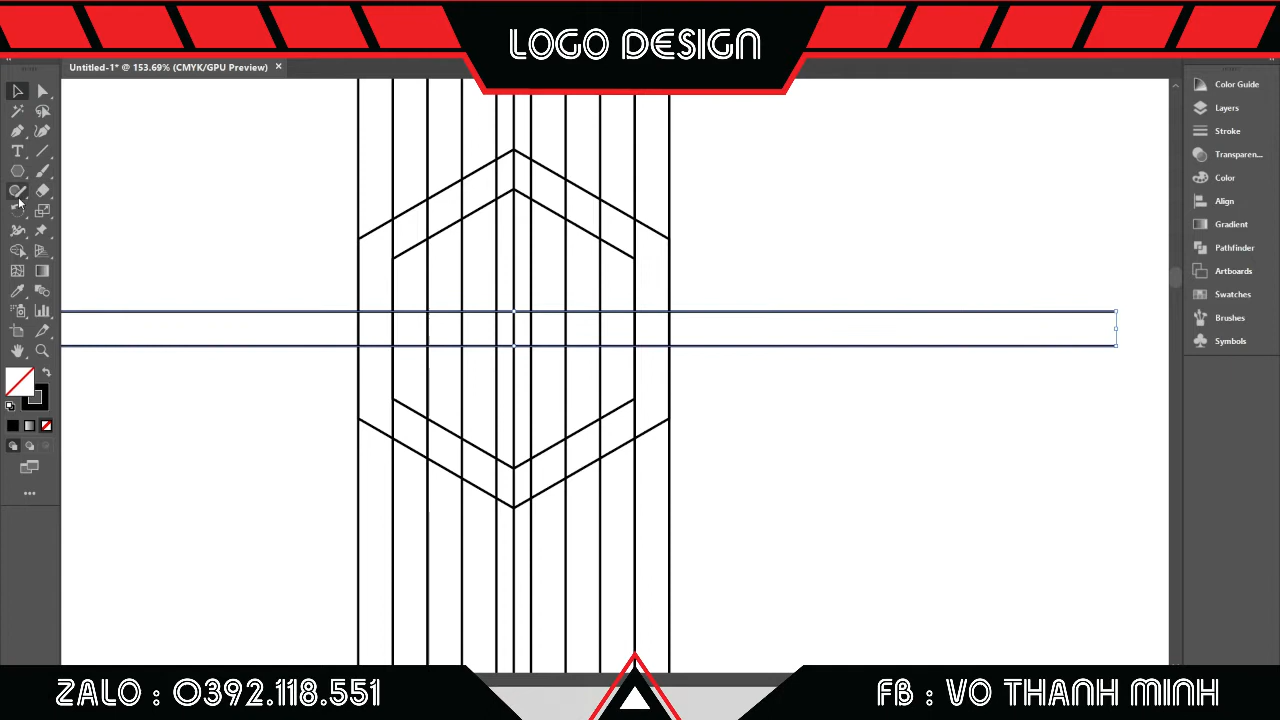 LOGO DESIGN
Untitled-1* @ 153.69% (CMYK/GPU Preview)
Color Guide
Layers
Stroke
Transparen...
Color
Align
Gradient
Pathfinder
Artboards
Swatches
Brushes
Symbols
ZALO : 0392.118.551
FB : VO THANH MINH